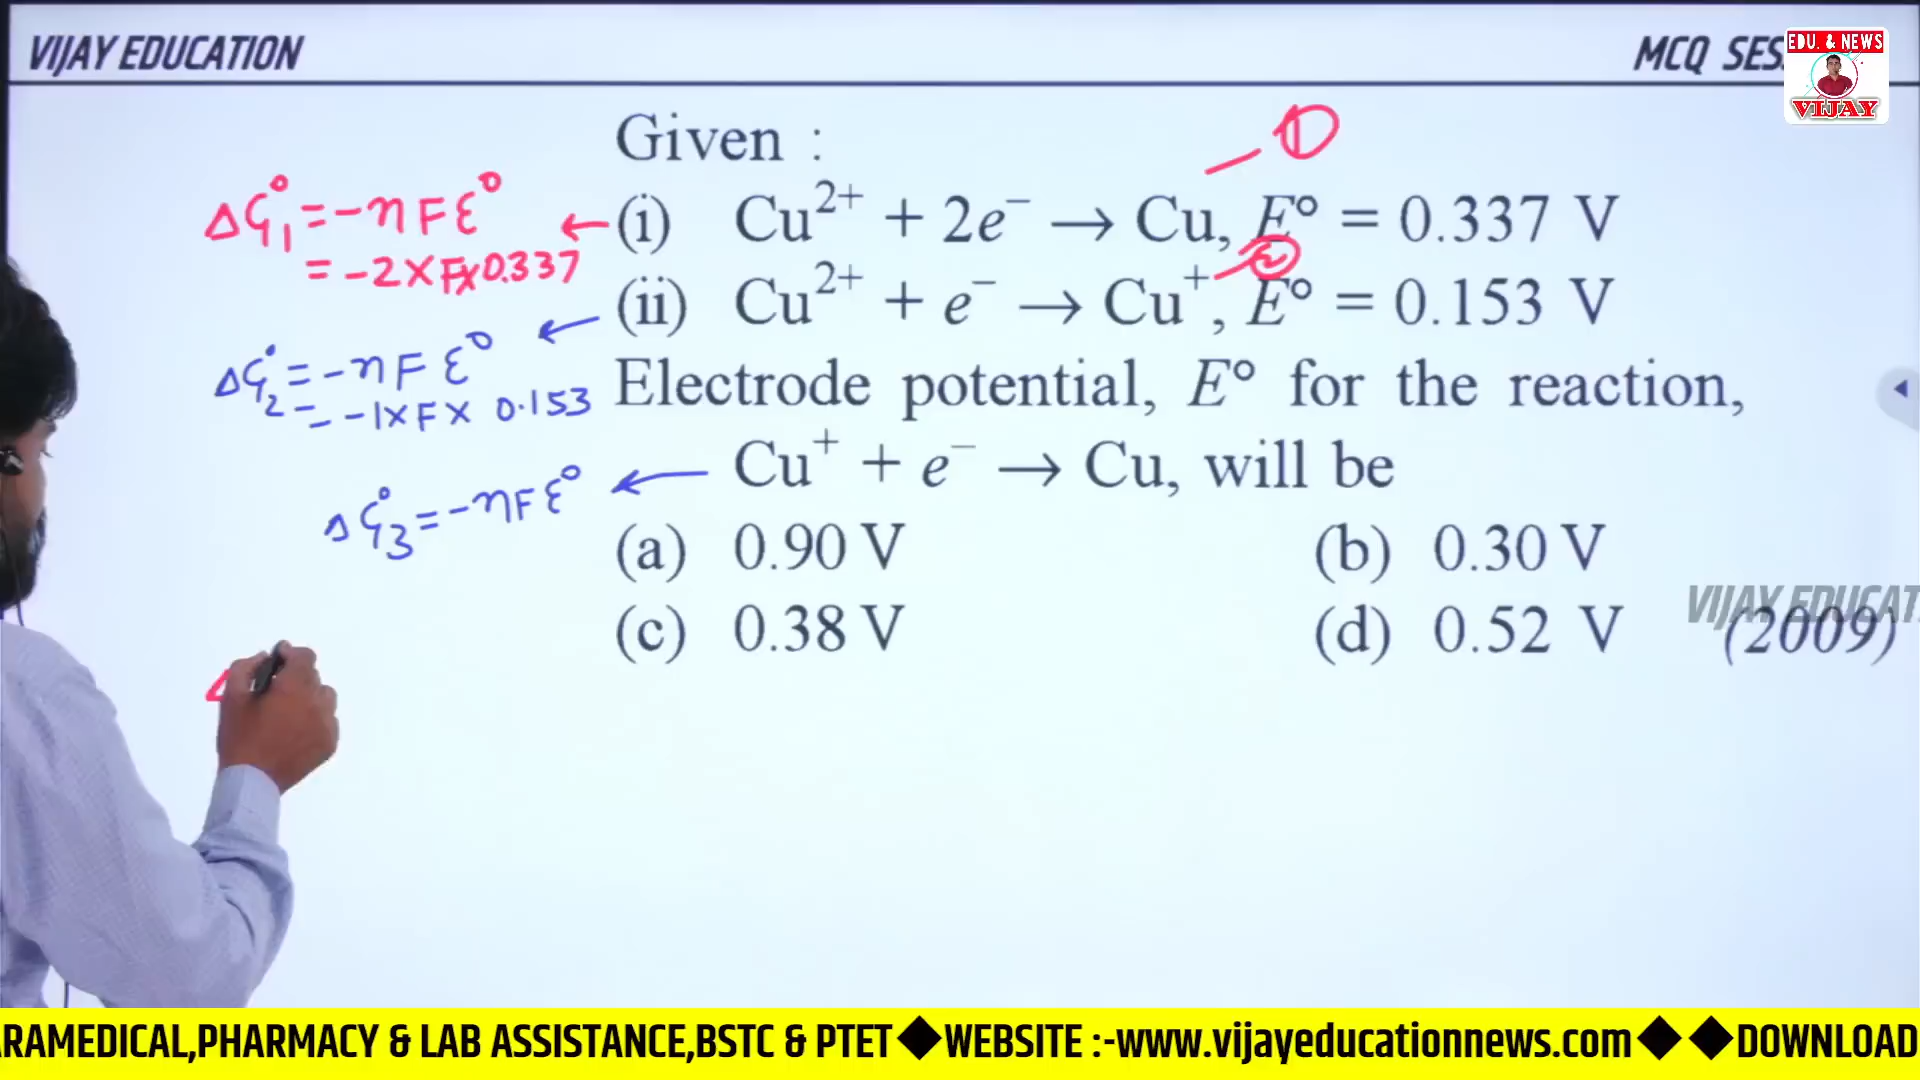 VIJAY EDUCATION
MCQ SES
EDU. & NEWS
VIJAY
Given :
①
ΔG°₁ = -nFE°
= -2×F×0.337
(i) Cu²⁺ + 2e⁻ → Cu, E° = 0.337 V
②
(ii) Cu²⁺ + e⁻ → Cu⁺, E° = 0.153 V
ΔG°₂ = -nFE°
= -1×F× 0.153
Electrode potential, E° for the reaction,
Cu⁺ + e⁻ → Cu, will be
ΔG°₃ = -nFE°
(a) 0.90 V (b) 0.30 V
(c) 0.38 V (d) 0.52 V (2009)
VIJAY EDUCAT
RAMEDICAL,PHARMACY & LAB ASSISTANCE,BSTC & PTET◆WEBSITE :-www.vijayeducationnews.com◆ ◆DOWNLOAD